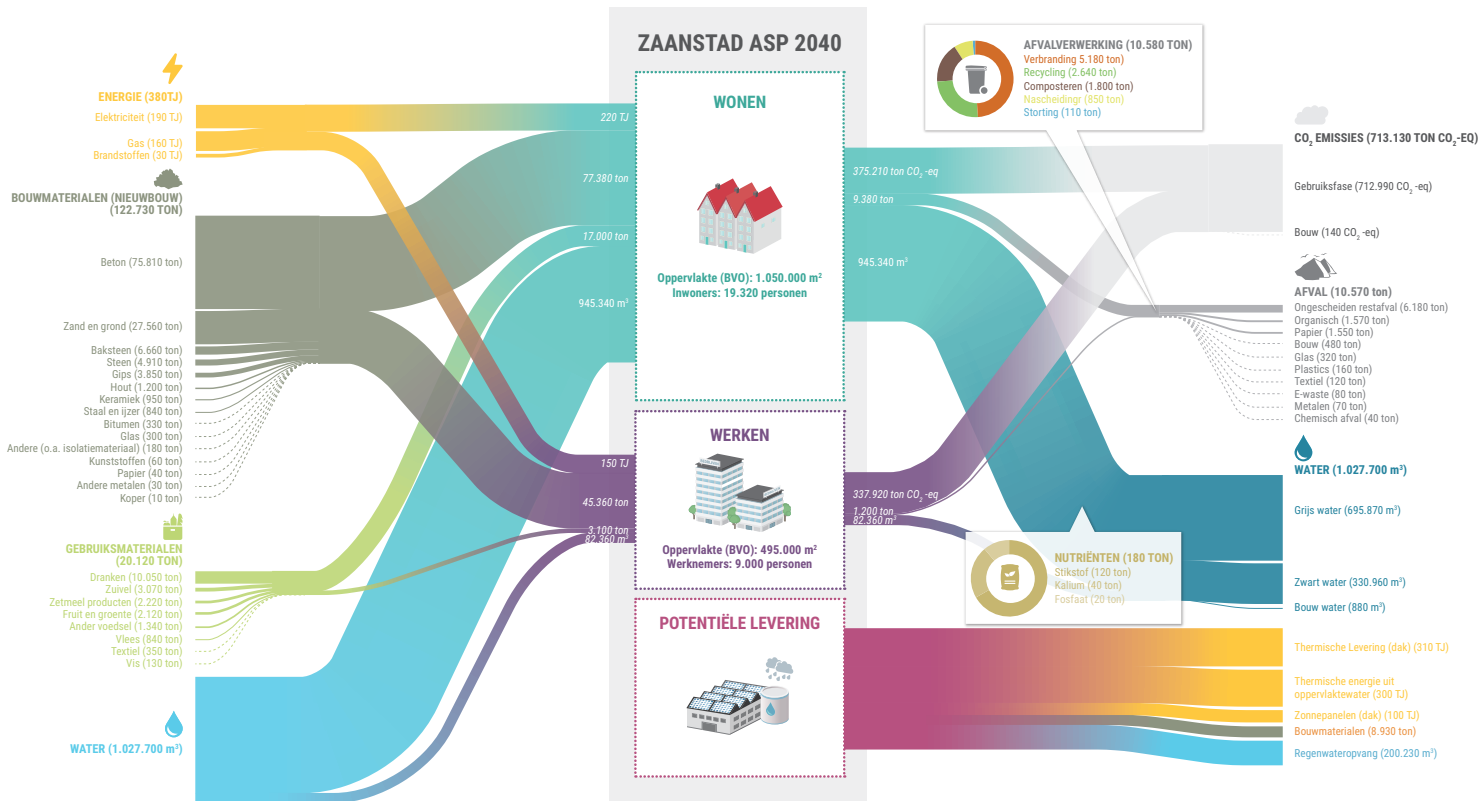 ZAANSTAD ASP 2040
ENERGIE (380TJ)
Elektriciteit (190 TJ)
Gas (160 TJ)
Brandstoffen (30 TJ)
BOUWMATERIALEN (NIEUWBOUW)
(122.730 TON)
Beton (75.810 ton)
Zand en grond (27.560 ton)
Baksteen (6.660 ton)
Steen (4.910 ton)
Gips (3.850 ton)
Hout (1.200 ton)
Keramiek (950 ton)
Staal en ijzer (840 ton)
Bitumen (330 ton)
Glas (300 ton)
Andere (o.a. isolatiemateriaal) (180 ton)
Kunststoffen (60 ton)
Papier (40 ton)
Andere metalen (30 ton)
Koper (10 ton)
GEBRUIKSMATERIALEN
(20.120 TON)
Dranken (10.050 ton)
Zuivel (3.070 ton)
Zetmeel producten (2.220 ton)
Fruit en groente (2.120 ton)
Ander voedsel (1.340 ton)
Vlees (840 ton)
Textiel (350 ton)
Vis (130 ton)
WATER (1.027.700 m³)
220 TJ
77.380 ton
17.000 ton
945.340 m³
150 TJ
45.360 ton
3.100 ton
82.360 m³
WONEN
Oppervlakte (BVO): 1.050.000 m²
Inwoners: 19.320 personen
WERKEN
Oppervlakte (BVO): 495.000 m²
Werknemers: 9.000 personen
POTENTIËLE LEVERING
375.210 ton CO₂ -eq
9.380 ton
945.340 m³
337.920 ton CO₂ -eq
1.200 ton
82.360 m³
AFVALVERWERKING (10.580 TON)
Verbranding 5.180 ton)
Recycling (2.640 ton)
Composteren (1.800 ton)
Nascheidingr (850 ton)
Storting (110 ton)
NUTRIËNTEN (180 TON)
Stikstof (120 ton)
Kalium (40 ton)
Fosfaat (20 ton)
CO₂ EMISSIES (713.130 TON CO₂-EQ)
Gebruiksfase (712.990 CO₂ -eq)
Bouw (140 CO₂ -eq)
AFVAL (10.570 ton)
Ongescheiden restafval (6.180 ton)
Organisch (1.570 ton)
Papier (1.550 ton)
Bouw (480 ton)
Glas (320 ton)
Plastics (160 ton)
Textiel (120 ton)
E-waste (80 ton)
Metalen (70 ton)
Chemisch afval (40 ton)
WATER (1.027.700 m³)
Grijs water (695.870 m³)
Zwart water (330.960 m³)
Bouw water (880 m³)
Thermische Levering (dak) (310 TJ)
Thermische energie uit
oppervlaktewater (300 TJ)
Zonnepanelen (dak) (100 TJ)
Bouwmaterialen (8.930 ton)
Regenwateropvang (200.230 m³)